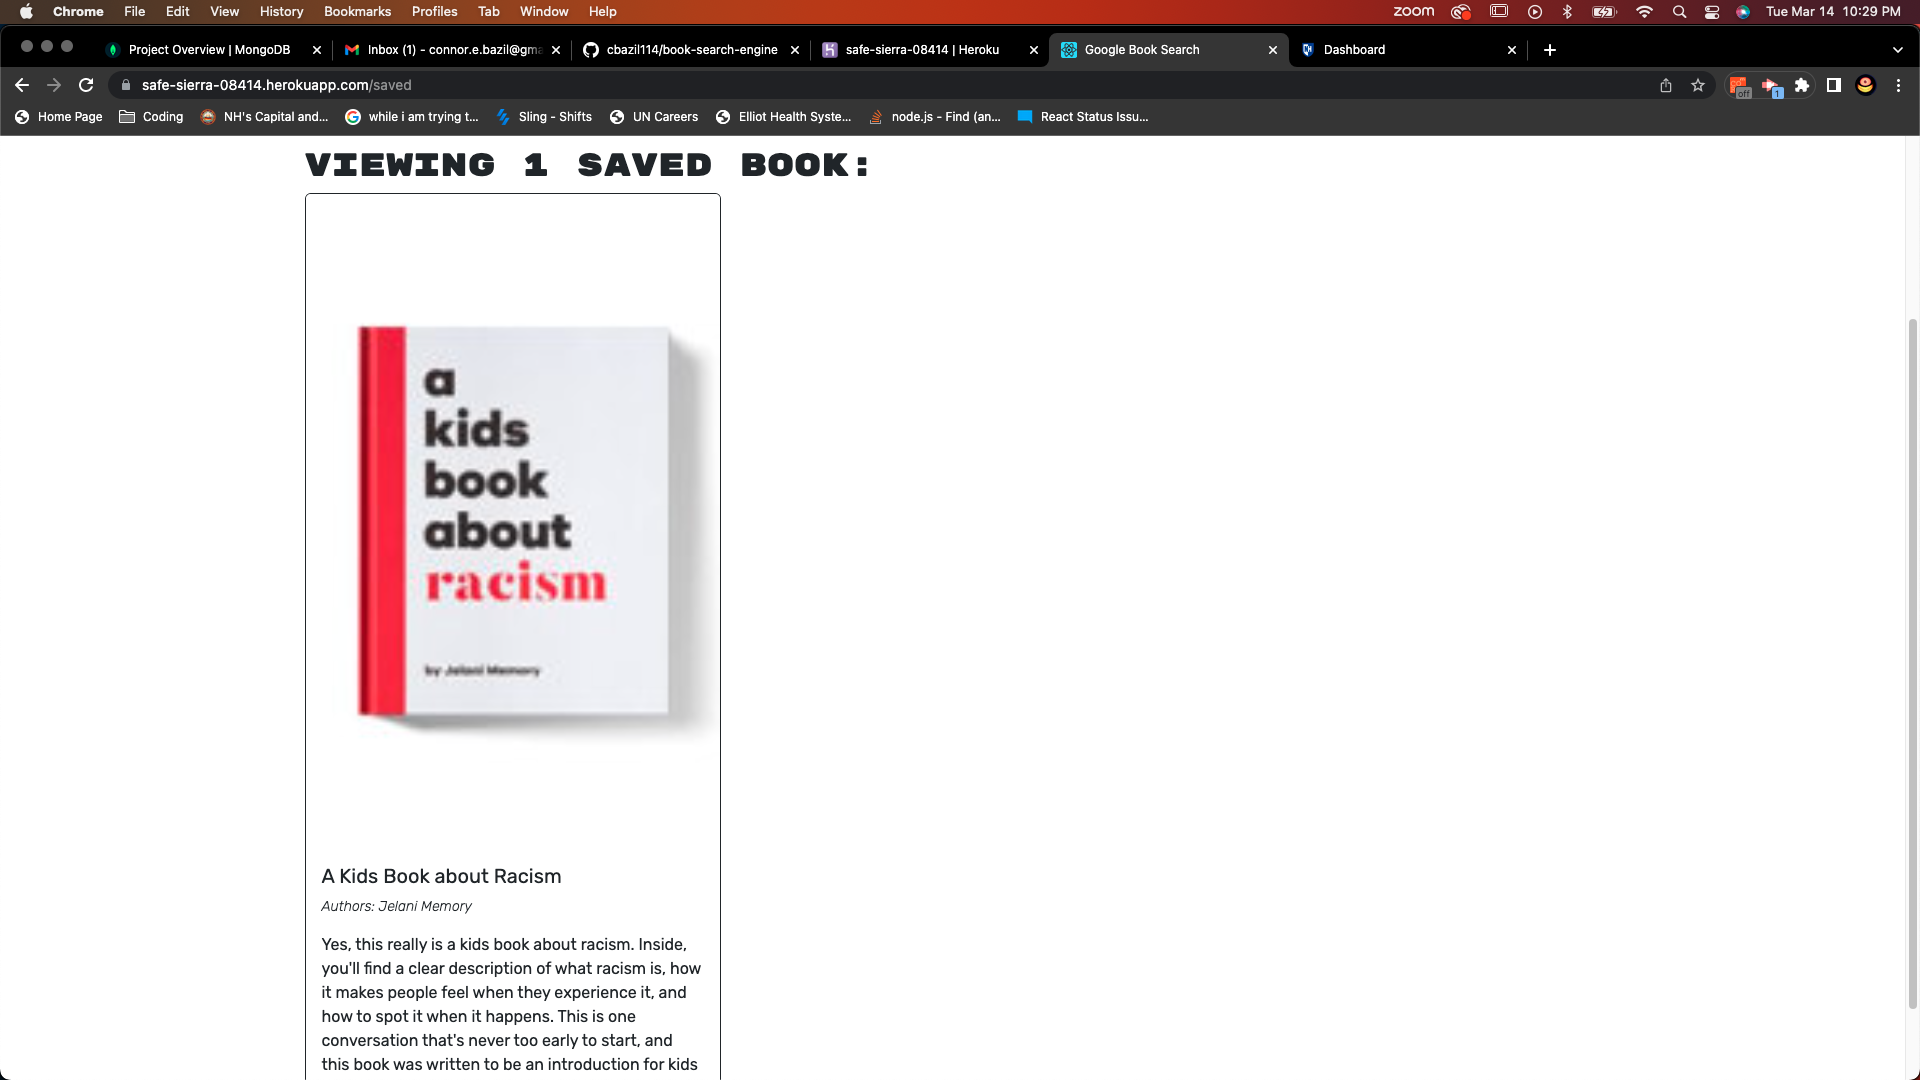 Chrome File Edit View History Bookmarks Profiles Tab Window Help zoom Tue Mar 14 10:29 PM
Project Overview | MongoDB Inbox (1) - connor.e.bazil@gma cbazil114/book-search-engine safe-sierra-08414 | Heroku Google Book Search Dashboard
safe-sierra-08414.herokuapp.com/saved off 1
Home Page Coding NH's Capital and... while i am trying t... Sling - Shifts UN Careers Elliot Health Syste... node.js - Find (an... React Status Issu...
VIEWING 1 SAVED BOOK:
a
kids
book
about
racism
by Jelani Memory
A Kids Book about Racism
Authors: Jelani Memory
Yes, this really is a kids book about racism. Inside,
you'll find a clear description of what racism is, how
it makes people feel when they experience it, and
how to spot it when it happens. This is one
conversation that's never too early to start, and
this book was written to be an introduction for kids